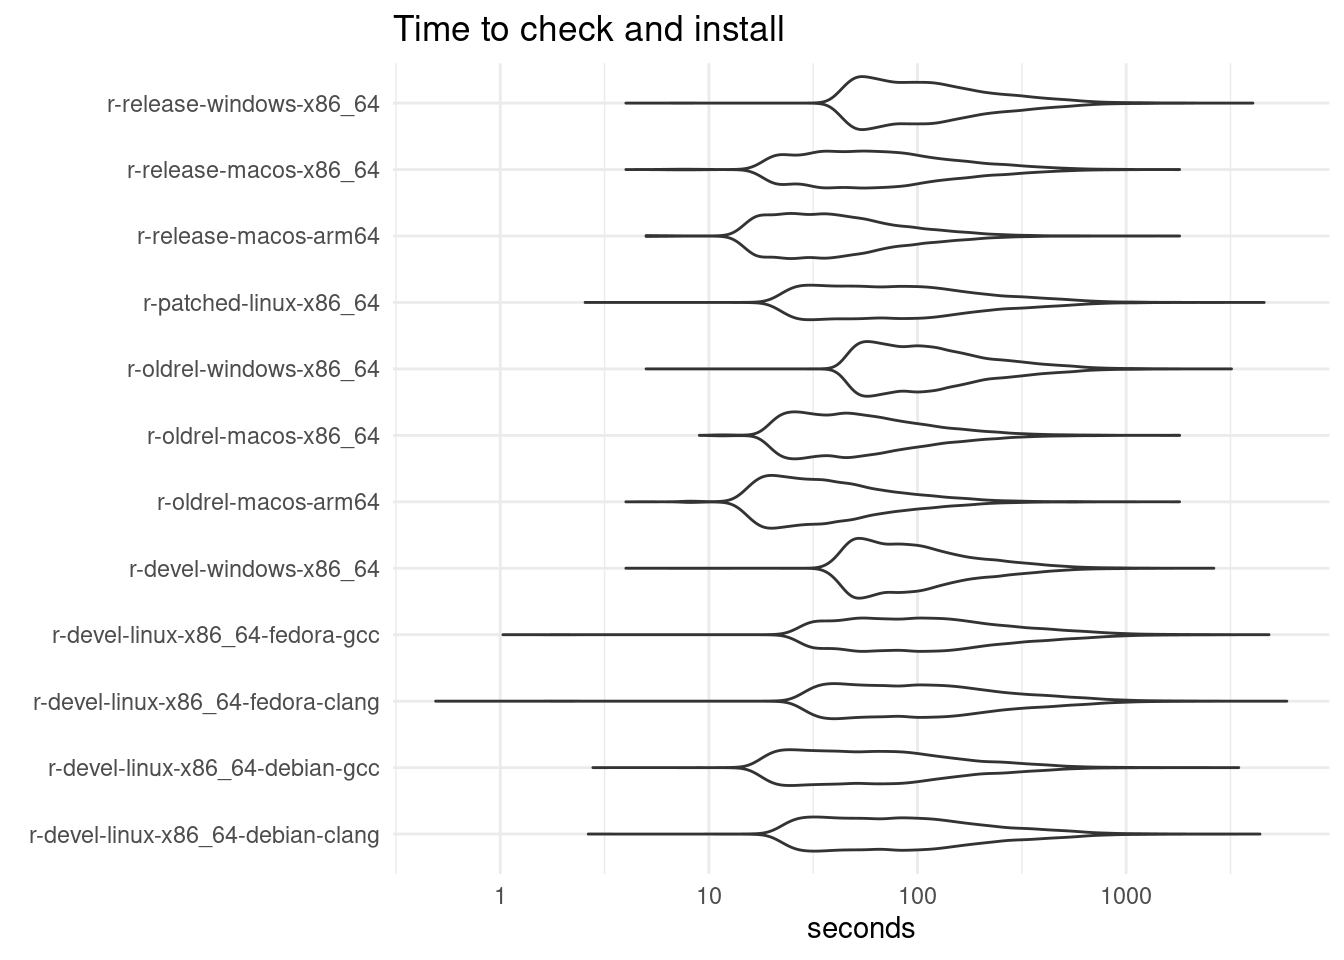 Time to check and install
r-release-windows-x86_64
r-release-macos-x86_64
r-release-macos-arm64
r-patched-linux-x86_64
r-oldrel-windows-x86_64
r-oldrel-macos-x86_64
r-oldrel-macos-arm64
r-devel-windows-x86_64
r-devel-linux-x86_64-fedora-gcc
r-devel-linux-x86_64-fedora-clang
r-devel-linux-x86_64-debian-gcc
r-devel-linux-x86_64-debian-clang
1 10 100 1000
seconds